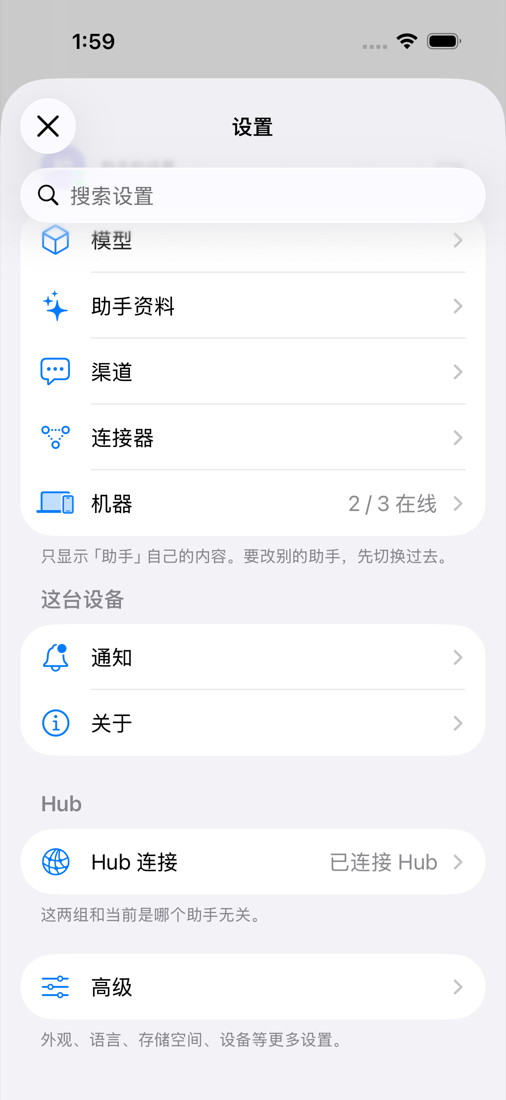 1:59
设置
搜索设置
模型
助手资料
渠道
连接器
机器 2 / 3 在线
只显示「助手」自己的内容。要改别的助手，先切换过去。
这台设备
通知
关于
Hub
Hub 连接 已连接 Hub
这两组和当前是哪个助手无关。
高级
外观、语言、存储空间、设备等更多设置。